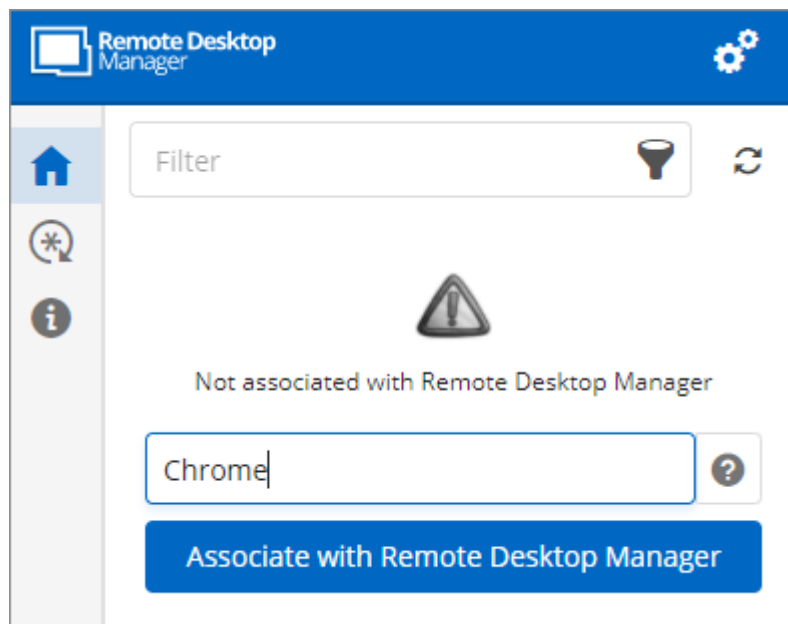 Remote Desktop
Manager
Filter
Not associated with Remote Desktop Manager
Chrome
Associate with Remote Desktop Manager